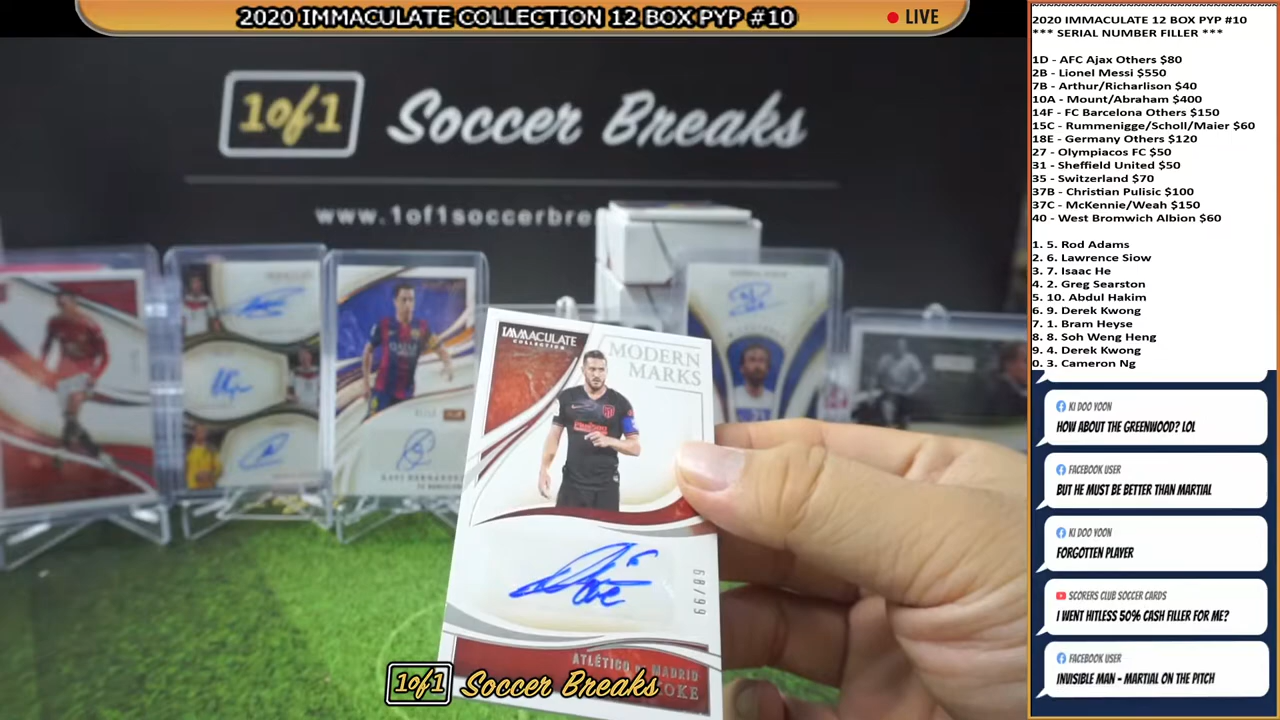 2020 IMMACULATE COLLECTION 12 BOX PYP #10
LIVE
1of1
Soccer Breaks
www.1of1soccerbre
IMMACULATE
COLLECTION
MODERN
MARKS
89/99
ATLÉTICO DE MADRID
KOKE
1of1 Soccer Breaks
2020 IMMACULATE 12 BOX PYP #10
*** SERIAL NUMBER FILLER ***
1D - AFC Ajax Others $80
2B - Lionel Messi $550
7B - Arthur/Richarlison $40
10A - Mount/Abraham $400
14F - FC Barcelona Others $150
15C - Rummenigge/Scholl/Maier $60
18E - Germany Others $120
27 - Olympiacos FC $50
31 - Sheffield United $50
35 - Switzerland $70
37B - Christian Pulisic $100
37C - McKennie/Weah $150
40 - West Bromwich Albion $60
1. 5. Rod Adams
2. 6. Lawrence Siow
3. 7. Isaac He
4. 2. Greg Searston
5. 10. Abdul Hakim
6. 9. Derek Kwong
7. 1. Bram Heyse
8. 8. Soh Weng Heng
9. 4. Derek Kwong
0. 3. Cameron Ng
KI DOO YOON
HOW ABOUT THE GREENWOOD? LOL
FACEBOOK USER
BUT HE MUST BE BETTER THAN MARTIAL
KI DOO YOON
FORGOTTEN PLAYER
SCORERS CLUB SOCCER CARDS
I WENT HITLESS 50% CASH FILLER FOR ME?
FACEBOOK USER
INVISIBLE MAN - MARTIAL ON THE PITCH